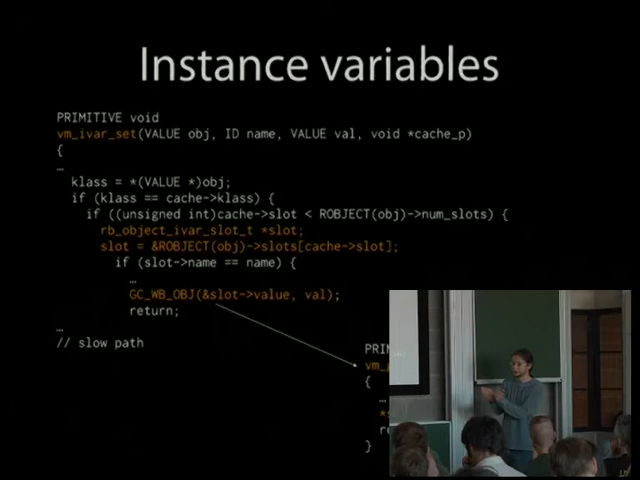 Instance variables
PRIMITIVE void
vm_ivar_set(VALUE obj, ID name, VALUE val, void *cache_p)
{
…
klass = *(VALUE *)obj;
if (klass == cache->klass) {
if ((unsigned int)cache->slot < ROBJECT(obj)->num_slots) {
rb_object_ivar_slot_t *slot;
slot = &ROBJECT(obj)->slots[cache->slot];
if (slot->name == name) {
…
GC_WB_OBJ(&slot->value, val);
return;
…
// slow path
{
…
}